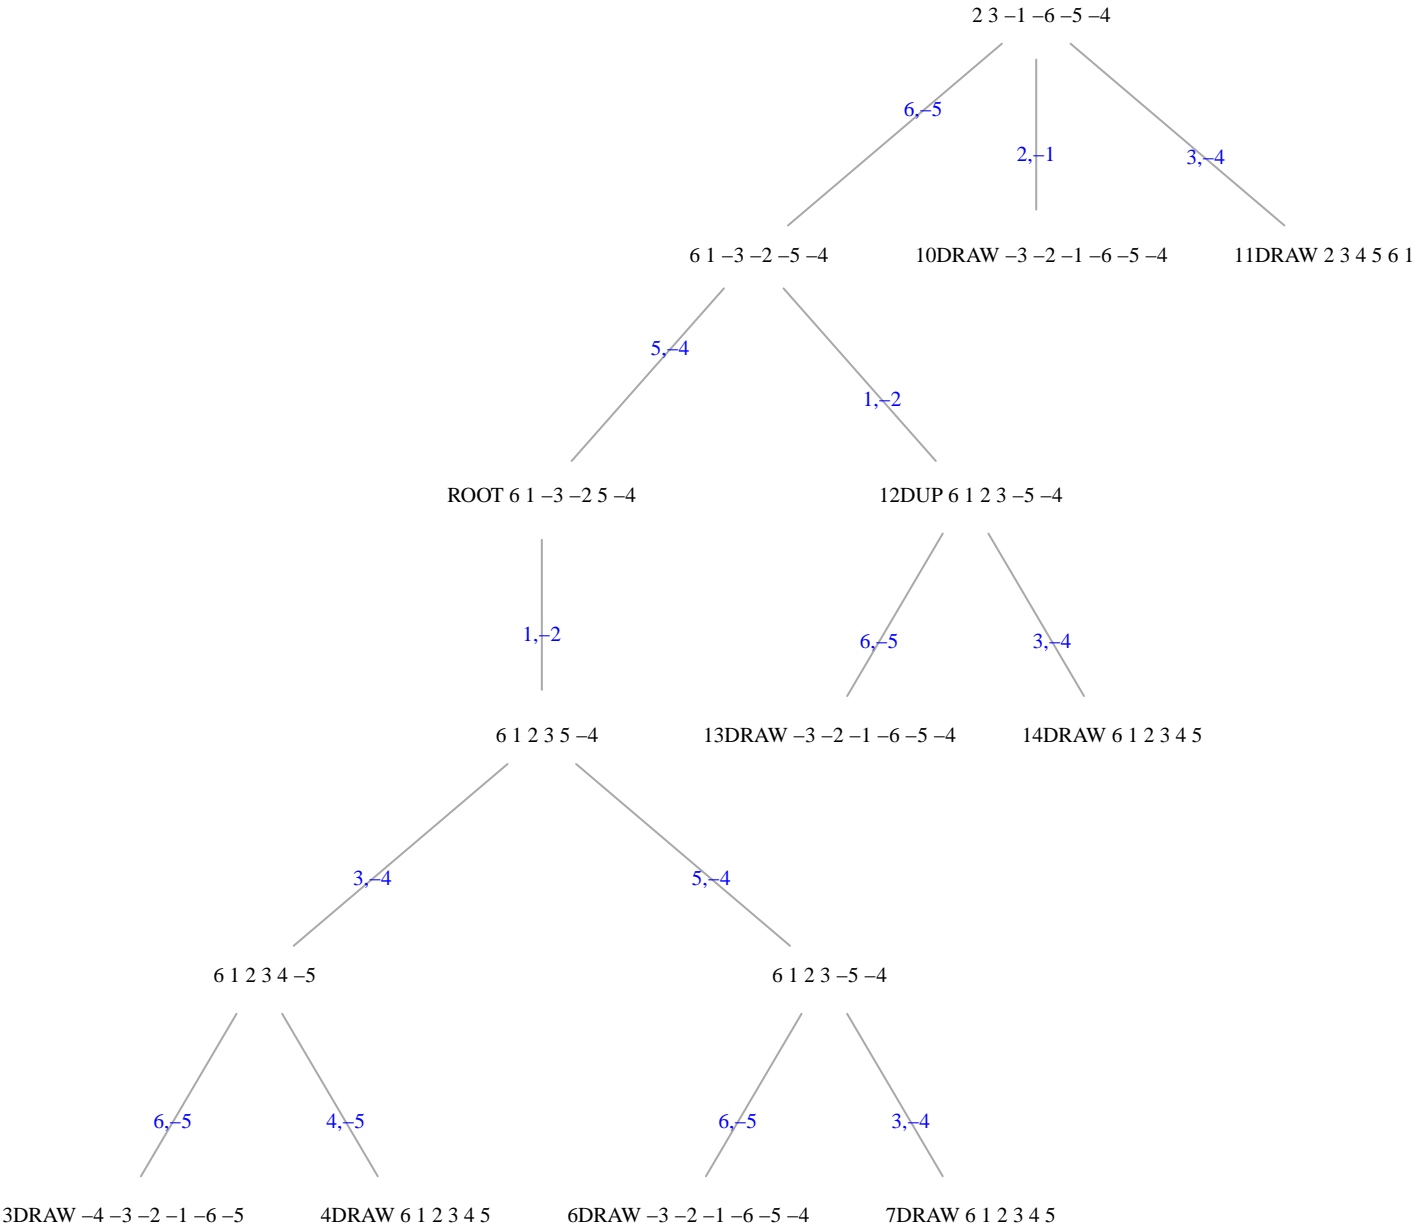 2 3 –1 –6 –5 –4
6,–5
2,–1
3,–4
6 1 –3 –2 –5 –4
10DRAW –3 –2 –1 –6 –5 –4
11DRAW 2 3 4 5 6 1
5,–4
1,–2
ROOT 6 1 –3 –2 5 –4
12DUP 6 1 2 3 –5 –4
1,–2
6,–5
3,–4
6 1 2 3 5 –4
13DRAW –3 –2 –1 –6 –5 –4
14DRAW 6 1 2 3 4 5
3,–4
5,–4
6 1 2 3 4 –5
6 1 2 3 –5 –4
6,–5
4,–5
6,–5
3,–4
3DRAW –4 –3 –2 –1 –6 –5
4DRAW 6 1 2 3 4 5
6DRAW –3 –2 –1 –6 –5 –4
7DRAW 6 1 2 3 4 5